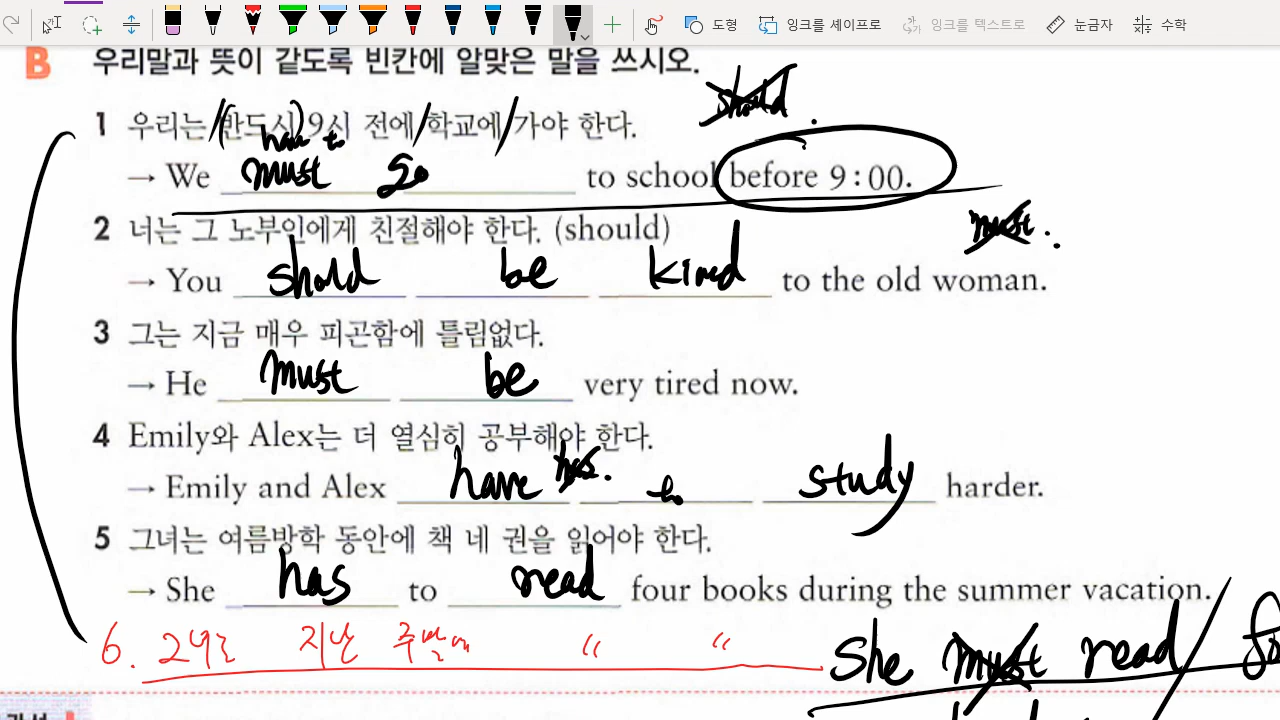 도형 잉크를 셰이프로 잉크를 텍스트로 눈금자 수학
B 우리말과 뜻이 같도록 빈칸에 알맞은 말을 쓰시오.
should.
1 우리는/(반드시)9시 전에/학교에/가야 한다.
have to
→ We must go to school before 9:00.
2 너는 그 노부인에게 친절해야 한다. (should)
must.
→ You should be kind to the old woman.
3 그는 지금 매우 피곤함에 틀림없다.
→ He must be very tired now.
4 Emily와 Alex는 더 열심히 공부해야 한다.
has.
→ Emily and Alex have to study harder.
5 그녀는 여름방학 동안에 책 네 권을 읽어야 한다.
→ She has to read four books during the summer vacation.
6. 그녀는 지난 주말에 〃 〃
She must read /